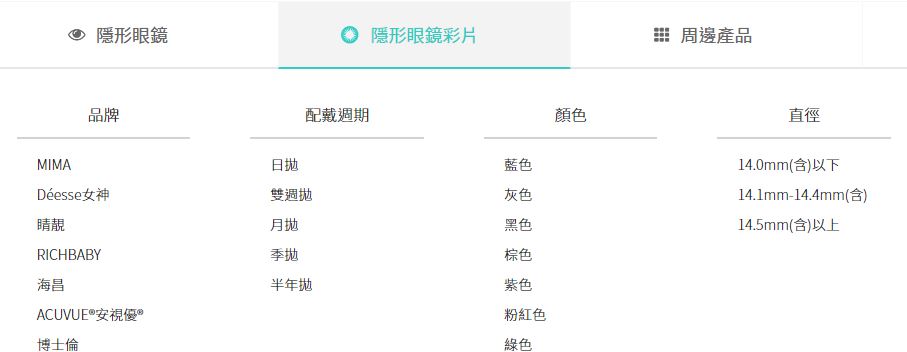 隱形眼鏡
隱形眼鏡彩片
周邊產品
品牌
MIMA
Déesse女神
睛靚
RICHBABY
海昌
ACUVUE®安視優®
博士倫
配戴週期
日拋
雙週拋
月拋
季拋
半年拋
顏色
藍色
灰色
黑色
棕色
紫色
粉紅色
綠色
直徑
14.0mm(含)以下
14.1mm-14.4mm(含)
14.5mm(含)以上